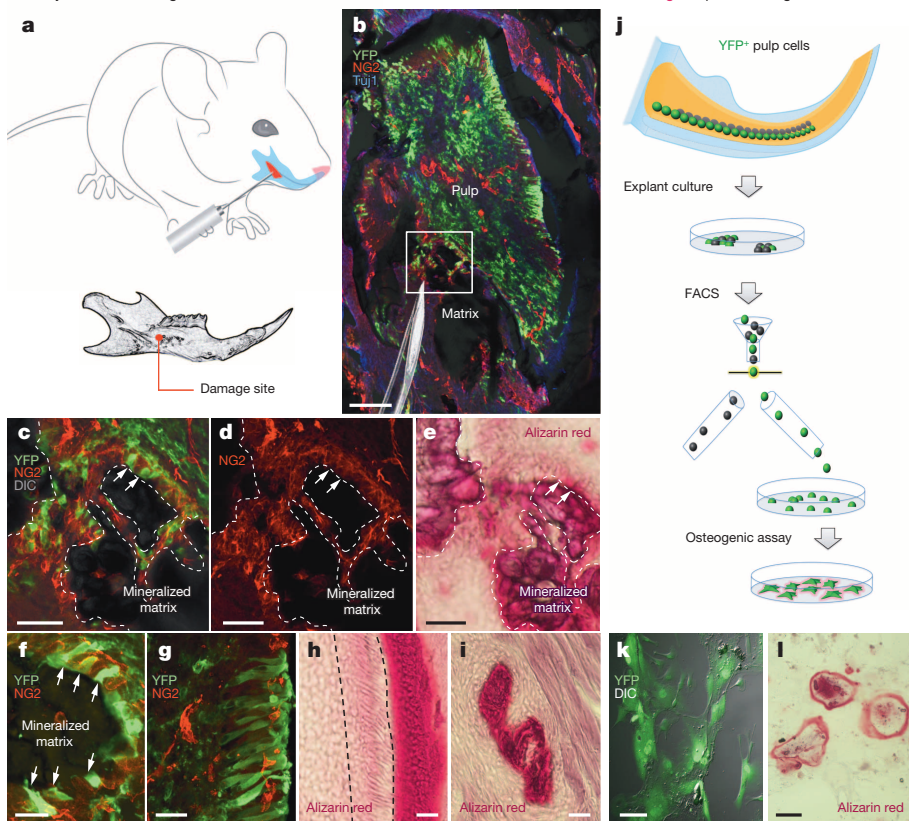 a
b
YFP
NG2
Tuj1
Pulp
Matrix
Damage site
j
YFP+ pulp cells
Explant culture
FACS
Osteogenic assay
c
YFP
NG2
DIC
Mineralized
matrix
d
NG2
Mineralized
matrix
e
Alizarin red
Mineralized
matrix
f
YFP
NG2
Mineralized
matrix
g
YFP
NG2
h
Alizarin red
i
Alizarin red
k
YFP
DIC
l
Alizarin red